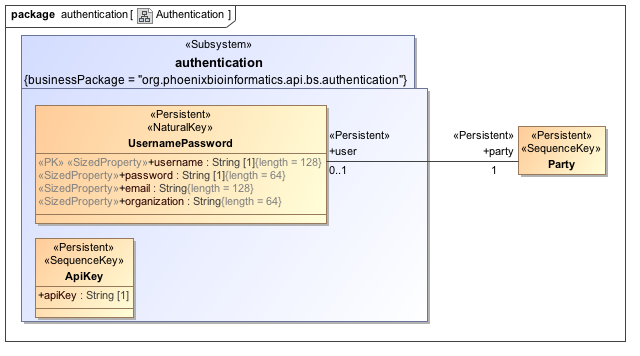 package authentication [ Authentication ]
«Subsystem»
authentication
{businessPackage = "org.phoenixbioinformatics.api.bs.authentication"}
«Persistent»
«NaturalKey»
UsernamePassword
«PK» «SizedProperty»+username : String [1]{length = 128}
«SizedProperty»+password : String [1]{length = 64}
«SizedProperty»+email : String{length = 128}
«SizedProperty»+organization : String{length = 64}
«Persistent»
+user
0..1
«Persistent»
+party
1
«Persistent»
«SequenceKey»
Party
«Persistent»
«SequenceKey»
ApiKey
+apiKey : String [1]